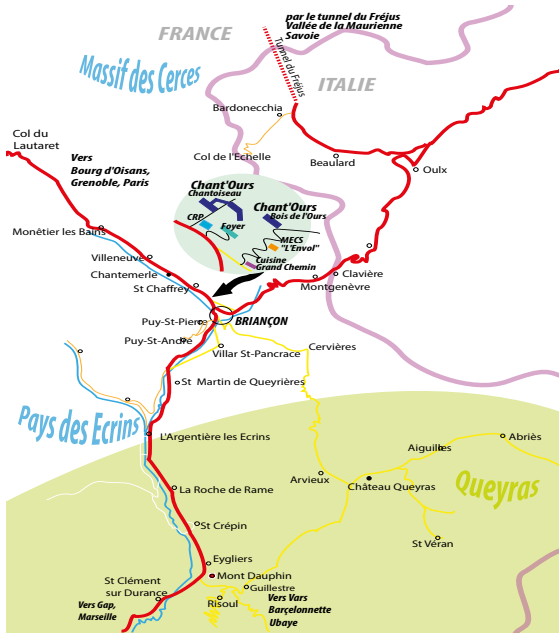 FRANCE
par le tunnel du Fréjus
Vallée de la Maurienne
Savoie
Tunnel du Fréjus
Massif des Cerces
ITALIE
Bardonecchia
Col du
Lautaret
Vers
Bourg d'Oisans,
Grenoble, Paris
Col de l'Echelle
Beaulard
Oulx
Chant'Ours
Chantoiseau
Chant'Ours
Bois de l'Ours
CRP
Foyer
MECS
"L'Envol"
Cuisine
Grand Chemin
Monêtier les Bains
Villeneuve
Chantemerle
St Chaffrey
Clavière
Montgenèvre
Puy-St-Pierre
BRIANÇON
Puy-St-André
Villar St-Pancrace
Cervières
St Martin de Queyrières
Pays des Ecrins
L'Argentière les Ecrins
Aiguilles
Abriès
Arvieux
Château Queyras
Queyras
La Roche de Rame
St Crépin
St Véran
Eygliers
Mont Dauphin
St Clément
sur Durance
Guillestre
Risoul
Vers Gap,
Marseille
Vers Vars
Barçelonnette
Ubaye